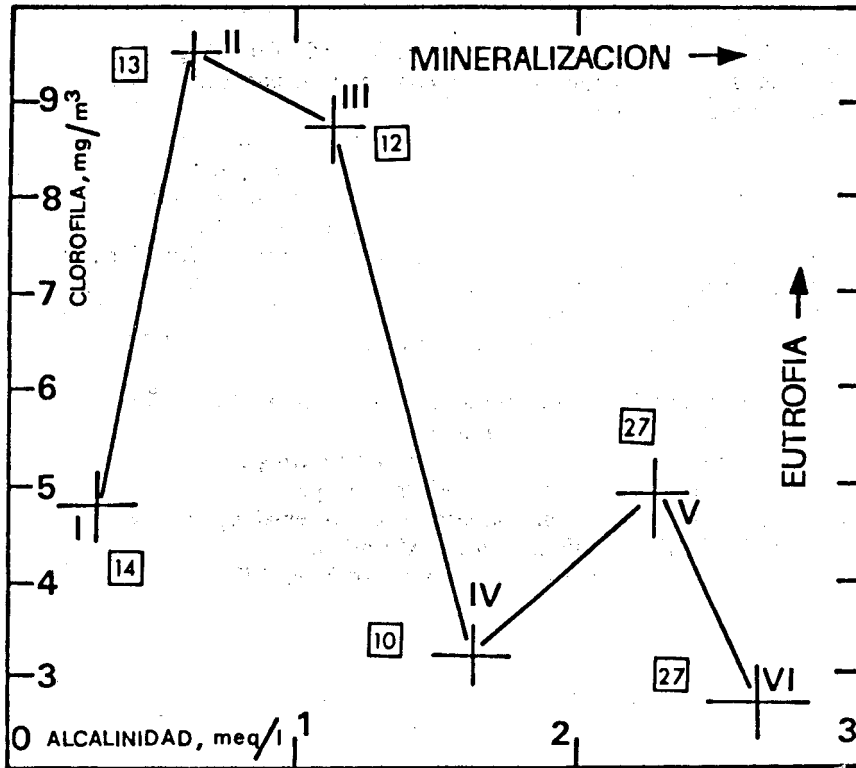 13
II
MINERALIZACION
III
9
12
CLOROFILA, mg/m³
8
7
6
EUTROFIA
27
5
I
V
14
4
IV
10
3
27
VI
0 ALCALINIDAD, meq/l
1
2
3